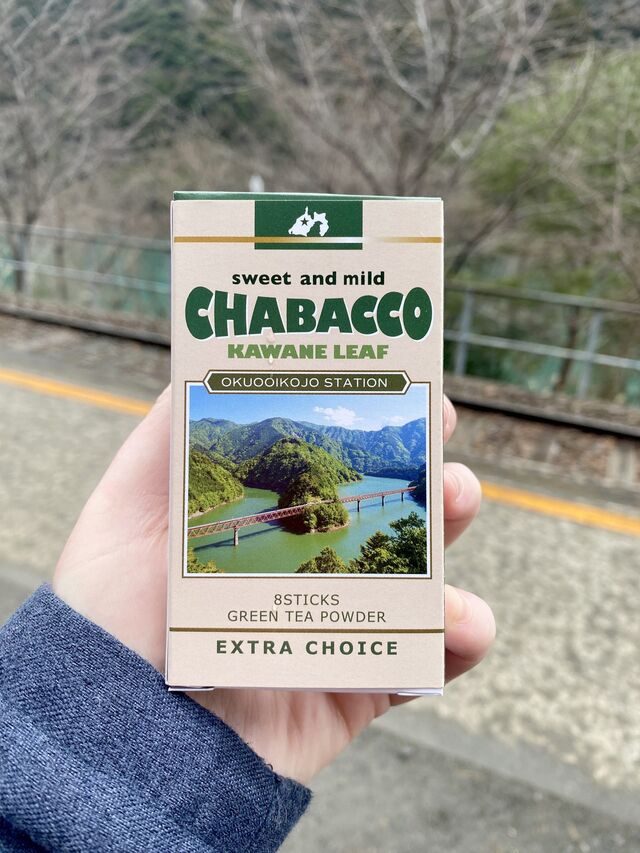 sweet and mild
CHABACCO
KAWANE LEAF
OKUOOIKOJO STATION
8STICKS
GREEN TEA POWDER
EXTRA CHOICE